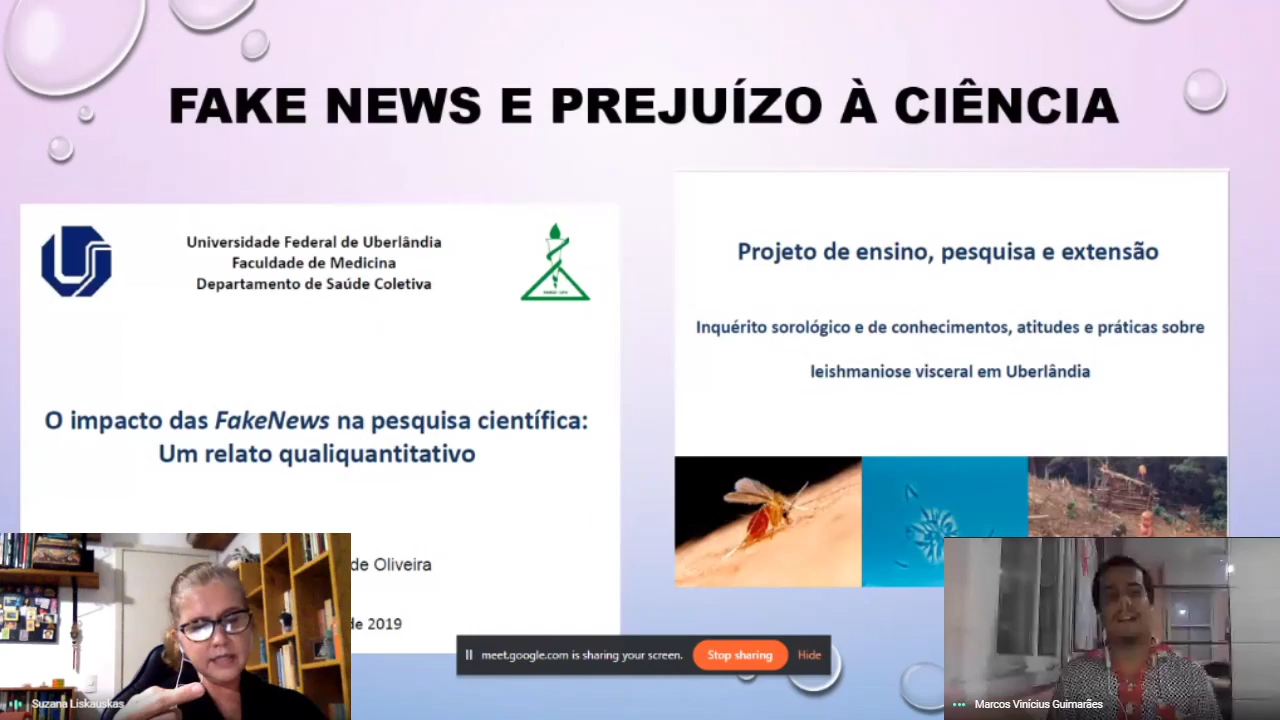 FAKE NEWS E PREJUÍZO À CIÊNCIA
Universidade Federal de Uberlândia
Faculdade de Medicina
Departamento de Saúde Coletiva
O impacto das FakeNews na pesquisa científica:
Um relato qualiquantitativo
de Oliveira
de 2019
Projeto de ensino, pesquisa e extensão
Inquérito sorológico e de conhecimentos, atitudes e práticas sobre
leishmaniose visceral em Uberlândia
meet.google.com is sharing your screen.
Stop sharing
Hide
Suzana Liskauskas
Marcos Vinícius Guimarães